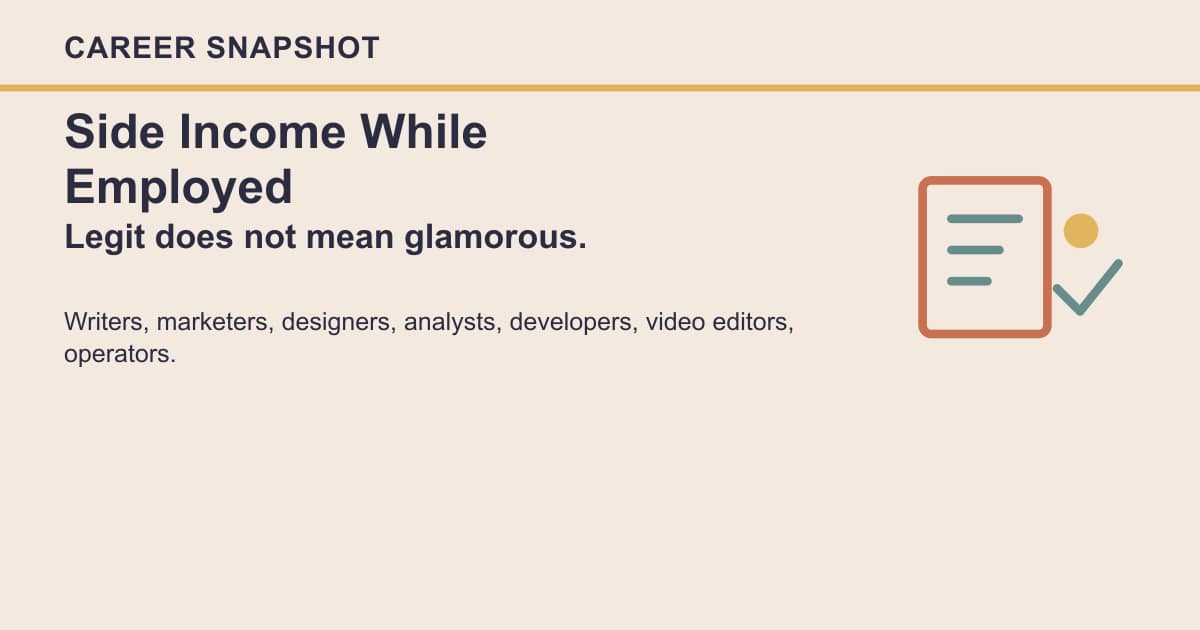 CAREER SNAPSHOT
Side Income While
Employed
Legit does not mean glamorous.
Writers, marketers, designers, analysts, developers, video editors,
operators.